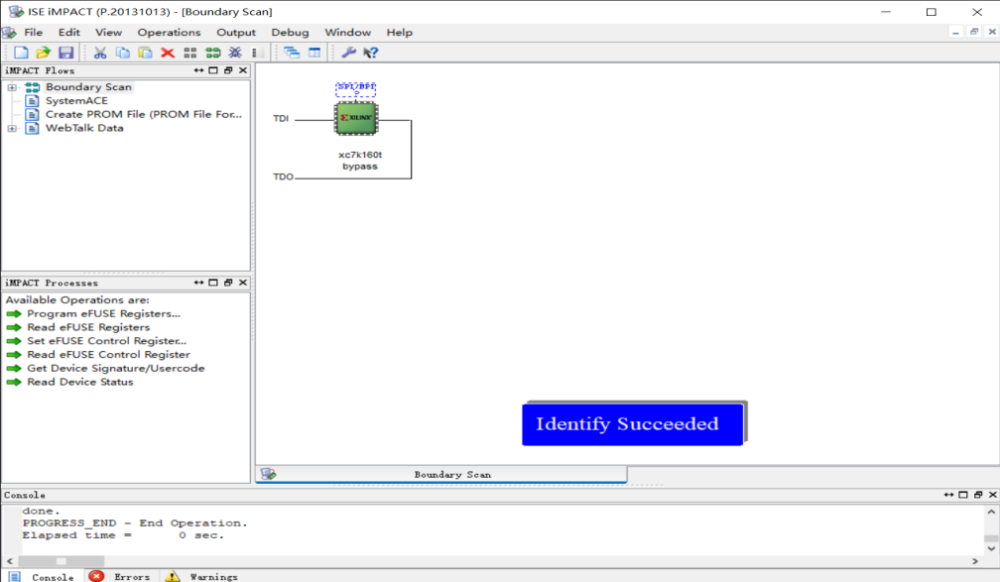 ISE iMPACT (P.20131013) - [Boundary Scan]
File Edit View Operations Output Debug Window Help
iMPACT Flows
Boundary Scan
SystemACE
Create PROM File (PROM File For...
WebTalk Data
SPI/BPI
?
TDI
XILINX
xc7k160t
bypass
TDO
iMPACT Processes
Available Operations are:
Program eFUSE Registers...
Read eFUSE Registers
Set eFUSE Control Register...
Read eFUSE Control Register
Get Device Signature/Usercode
Read Device Status
Identify Succeeded
Boundary Scan
Console
done.
PROGRESS_END - End Operation.
Elapsed time =      0 sec.
Console Errors Warnings